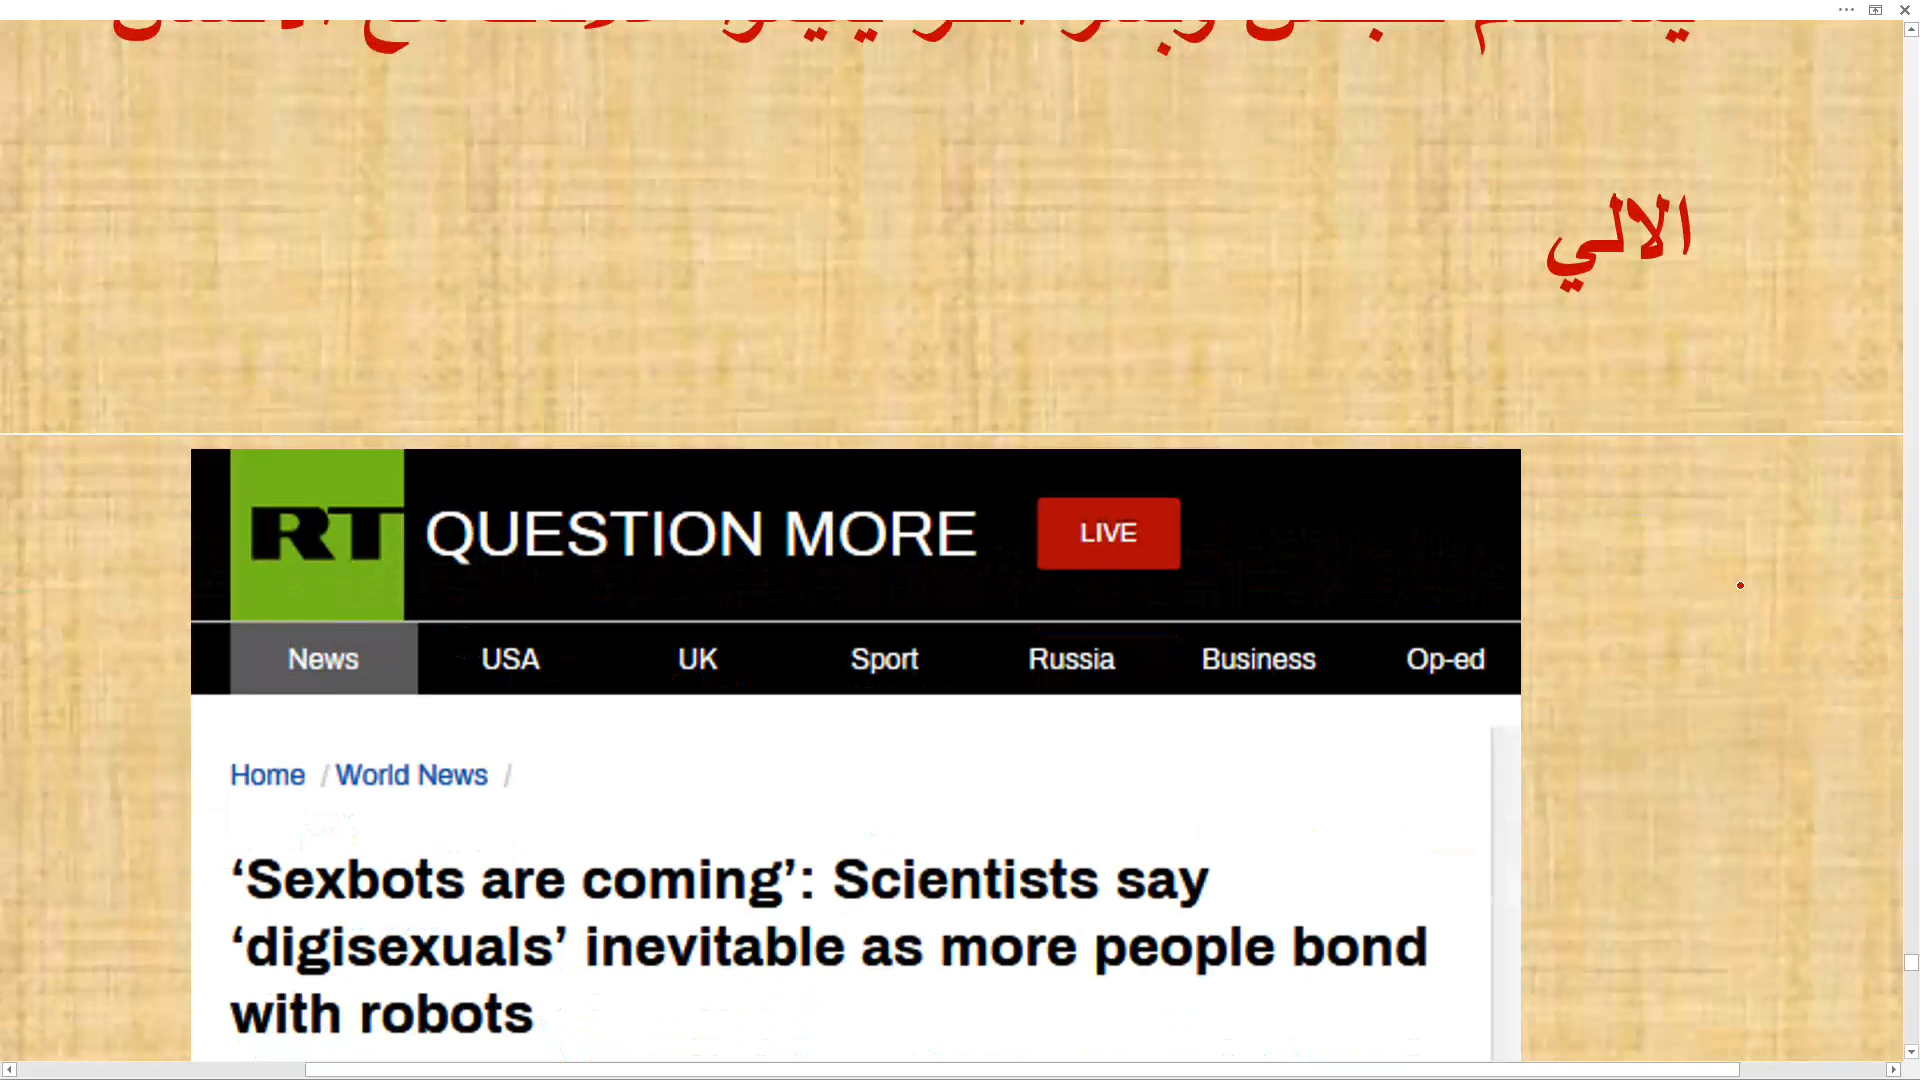 الالي
RT QUESTION MORE LIVE
News USA UK Sport Russia Business Op-ed
Home / World News /
‘Sexbots are coming’: Scientists say
‘digisexuals’ inevitable as more people bond
with robots